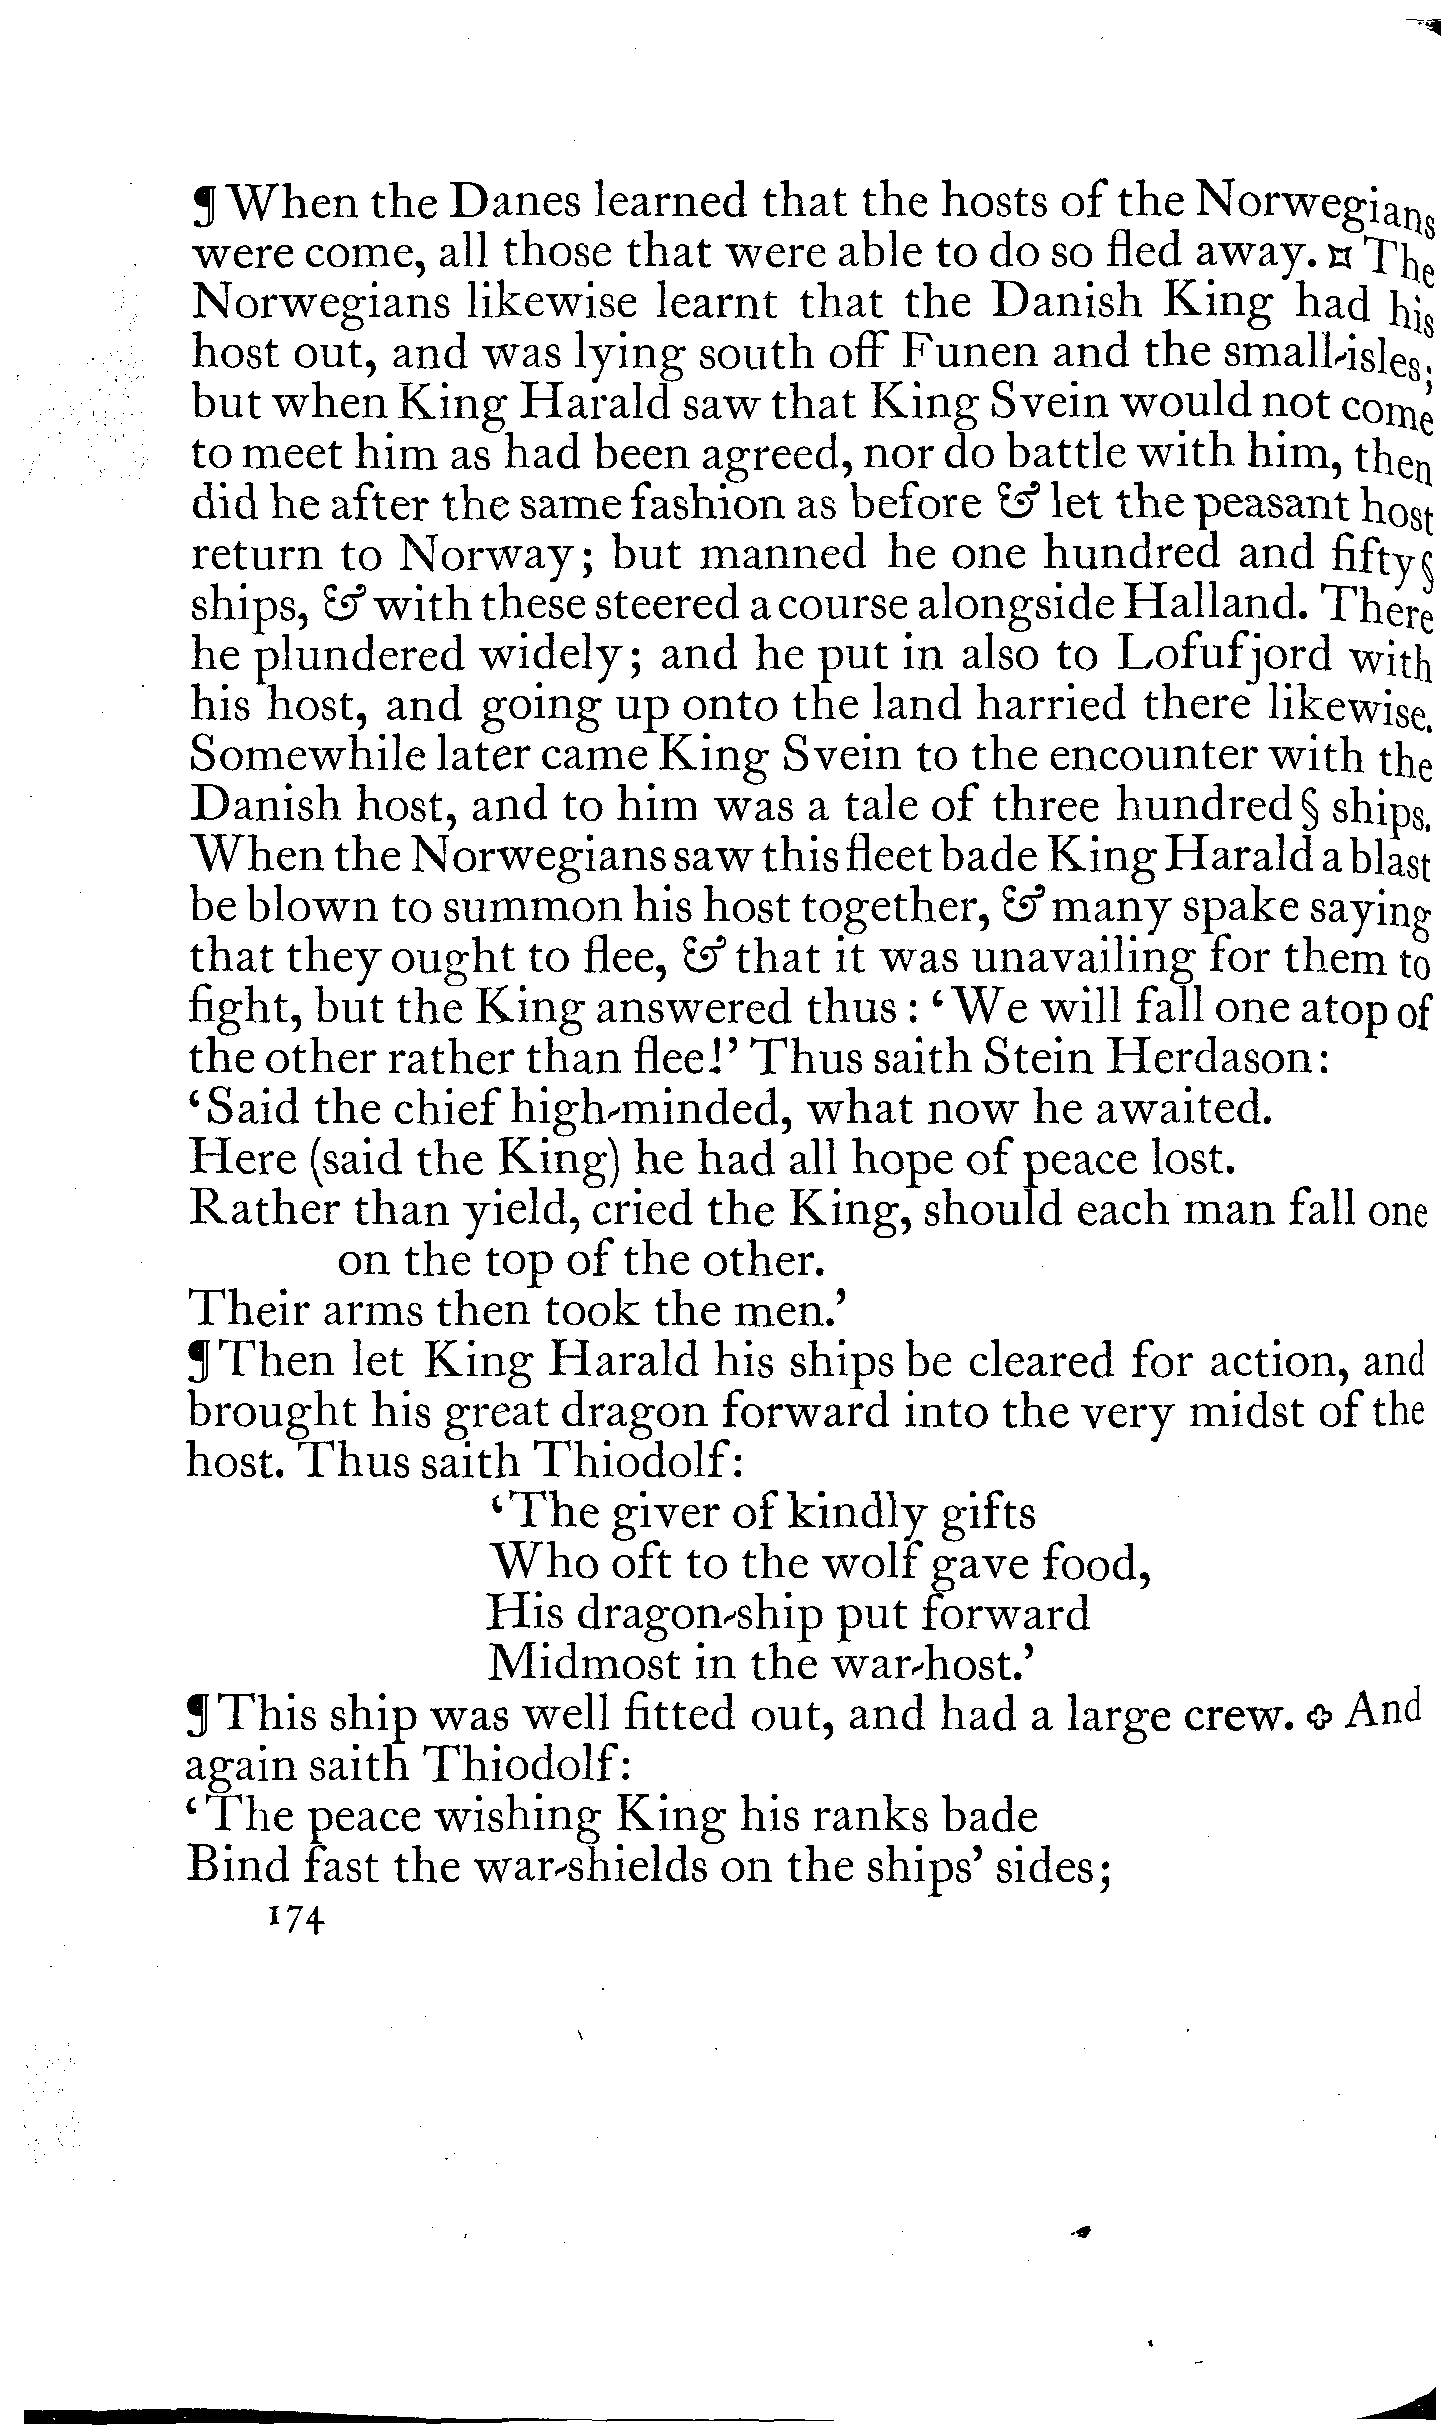 ¶ When the Danes learned that the hosts of the Norwegians
were come, all those that were able to do so fled away. ¤ The
Norwegians likewise learnt that the Danish King had his
host out, and was lying south off Funen and the small-isles;
but when King Harald saw that King Svein would not come
to meet him as had been agreed, nor do battle with him, then
did he after the same fashion as before & let the peasant host
return to Norway; but manned he one hundred and fifty §
ships, & with these steered a course alongside Halland. There
he plundered widely; and he put in also to Lofufjord with
his host, and going up onto the land harried there likewise.
Somewhile later came King Svein to the encounter with the
Danish host, and to him was a tale of three hundred § ships.
When the Norwegians saw this fleet bade King Harald a blast
be blown to summon his host together, & many spake saying
that they ought to flee, & that it was unavailing for them to
fight, but the King answered thus: ‘We will fall one atop of
the other rather than flee!’ Thus saith Stein Herdason:
‘Said the chief high-minded, what now he awaited.
Here (said the King) he had all hope of peace lost.
Rather than yield, cried the King, should each man fall one
on the top of the other.
Their arms then took the men.’
¶ Then let King Harald his ships be cleared for action, and
brought his great dragon forward into the very midst of the
host. Thus saith Thiodolf:
‘The giver of kindly gifts
Who oft to the wolf gave food,
His dragon-ship put forward
Midmost in the war-host.’
¶ This ship was well fitted out, and had a large crew. ✥ And
again saith Thiodolf:
‘The peace wishing King his ranks bade
Bind fast the war-shields on the ships’ sides;
174